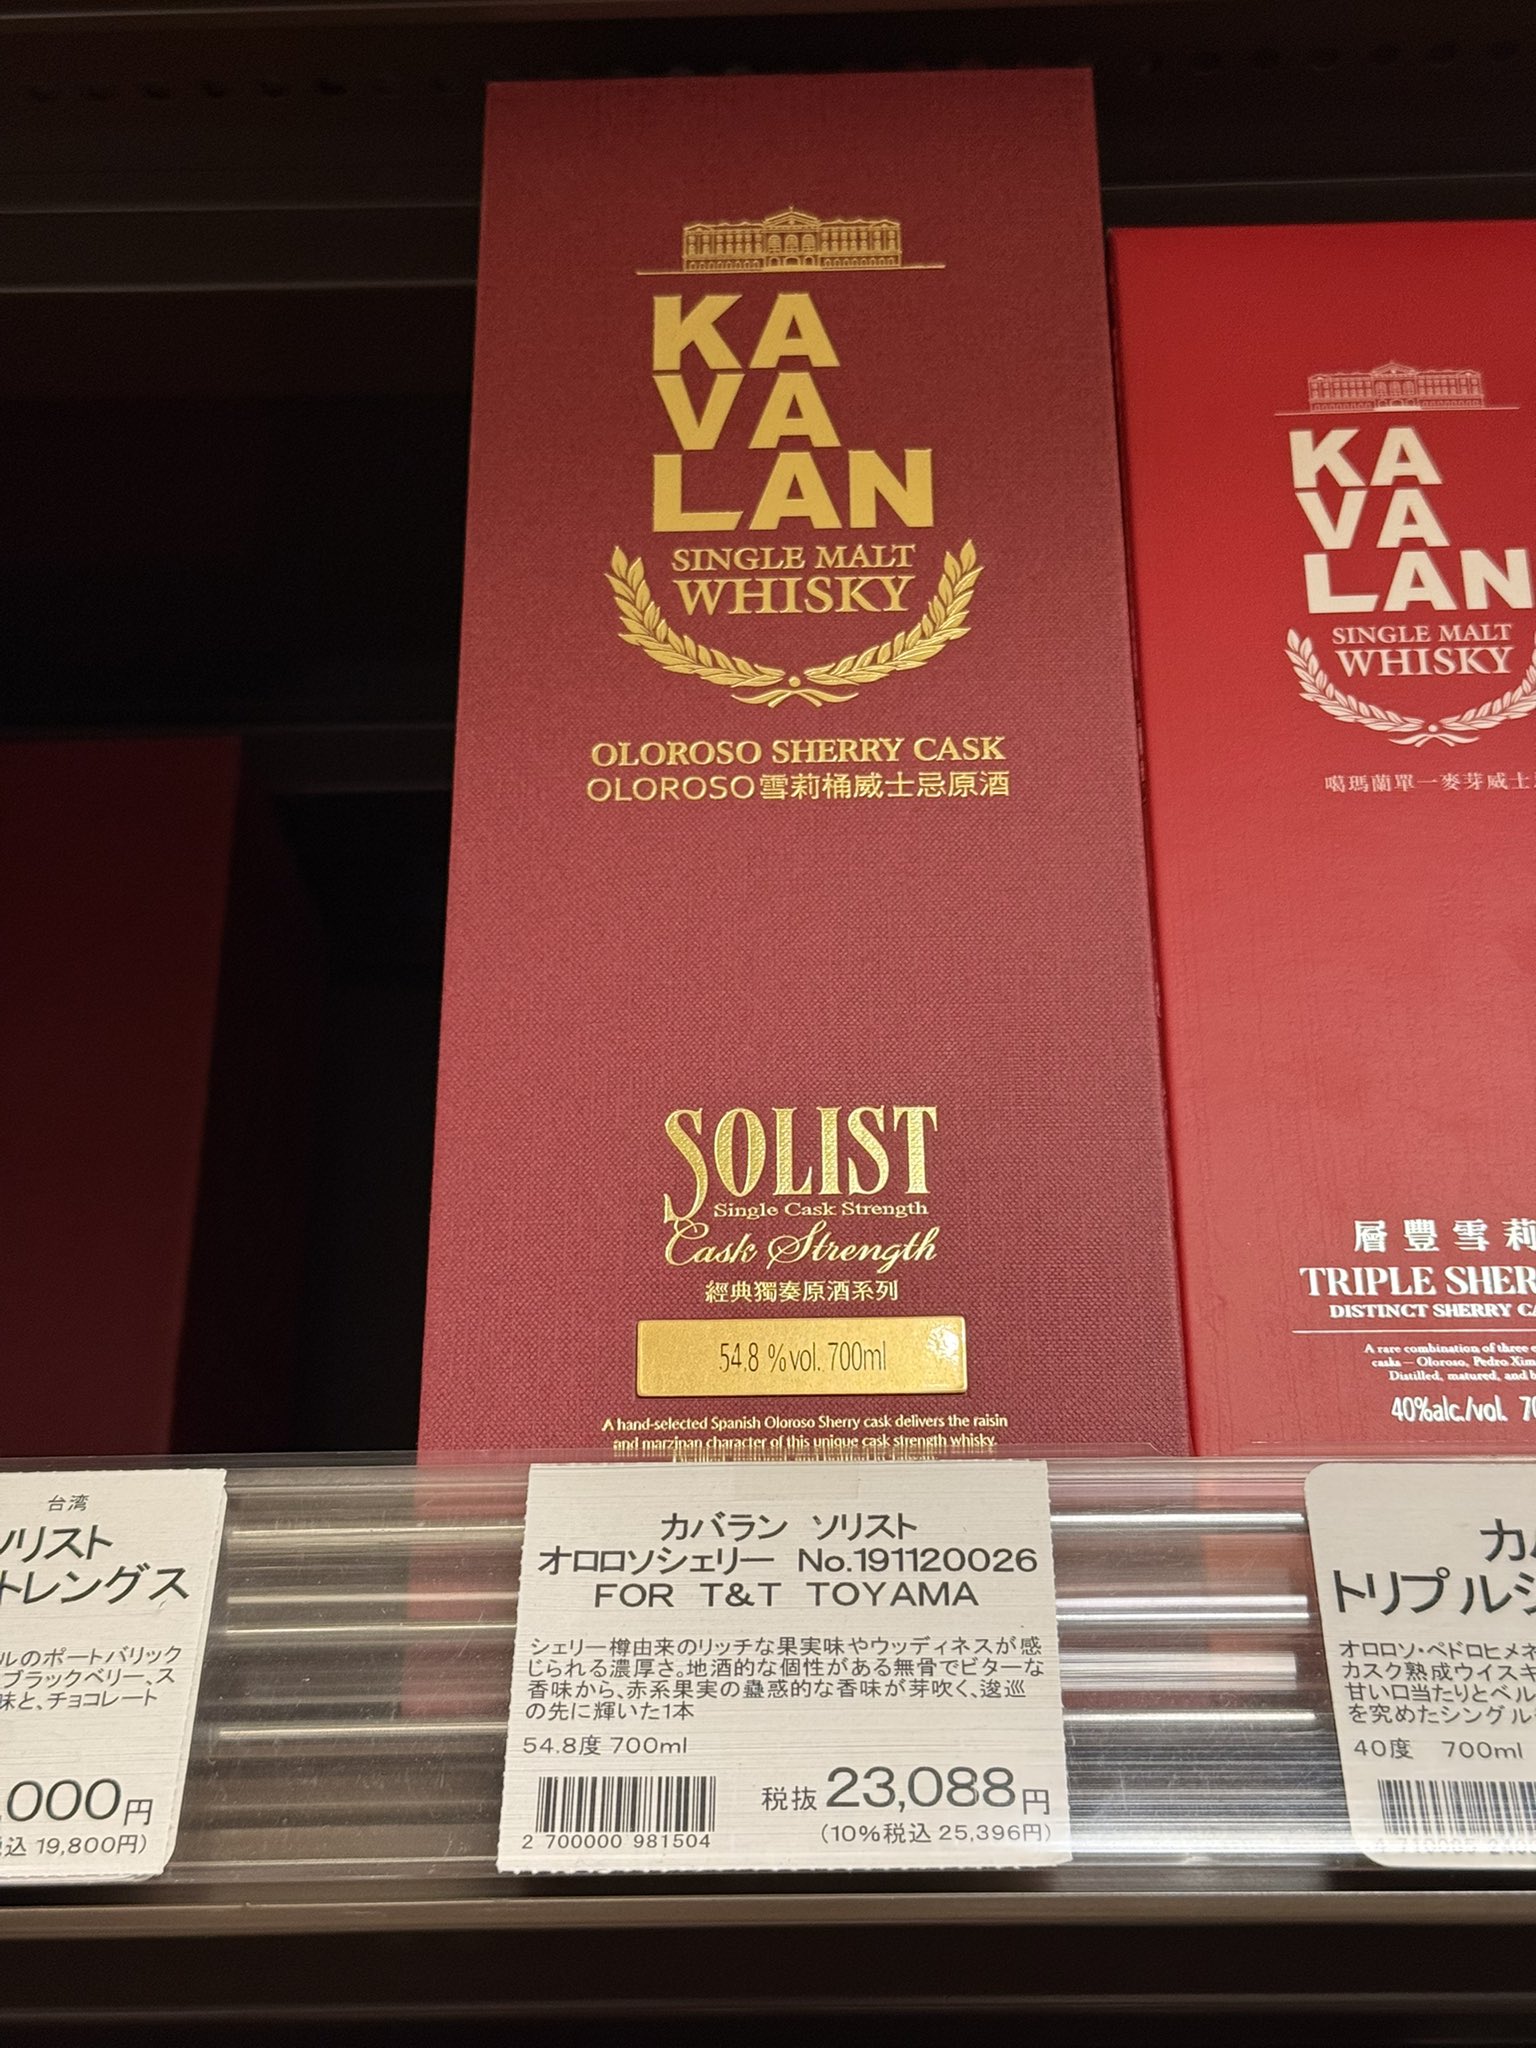 KA
VA
LAN
SINGLE MALT
WHISKY
OLOROSO SHERRY CASK
OLOROSO雪莉桶威士忌原酒
SOLIST
Single Cask Strength
Cask Strength
經典獨奏原酒系列
54.8 %vol. 700ml
A hand-selected Spanish Oloroso Sherry cask delivers the raisin
and marzipan character of this unique cask strength whisky.
KA
VA
LAN
SINGLE MALT
WHISKY
噶瑪蘭單一麥芽威士
層豐雪莉
TRIPLE SHER
DISTINCT SHERRY
A rare combination of three
casks – Oloroso, Pedro Xim
Distilled, matured, and
40%alc./vol.
台湾
ソリスト
トレングス
ルのポートバリック
ブラックベリー、ス
味と、チョコレート
,000円
込 19,800円)
カバラン ソリスト
オロロソシェリー No.191120026
FOR T&T TOYAMA
シェリー樽由来のリッチな果実味やウッディネスが感
じられる濃厚さ。地酒的な個性がある無骨でビターな
香味から、赤系果実の蠱惑的な香味が芽吹く、逡巡
の先に輝いた1本
54.8度 700ml
税抜 23,088円
2 700000 981504
(10%税込 25,396円)
カ
トリプルシ
オロロソ・ペドロヒメネ
カスク熟成ウイスキ
甘い口当たりとベル
を究めたシングル
40度 700ml